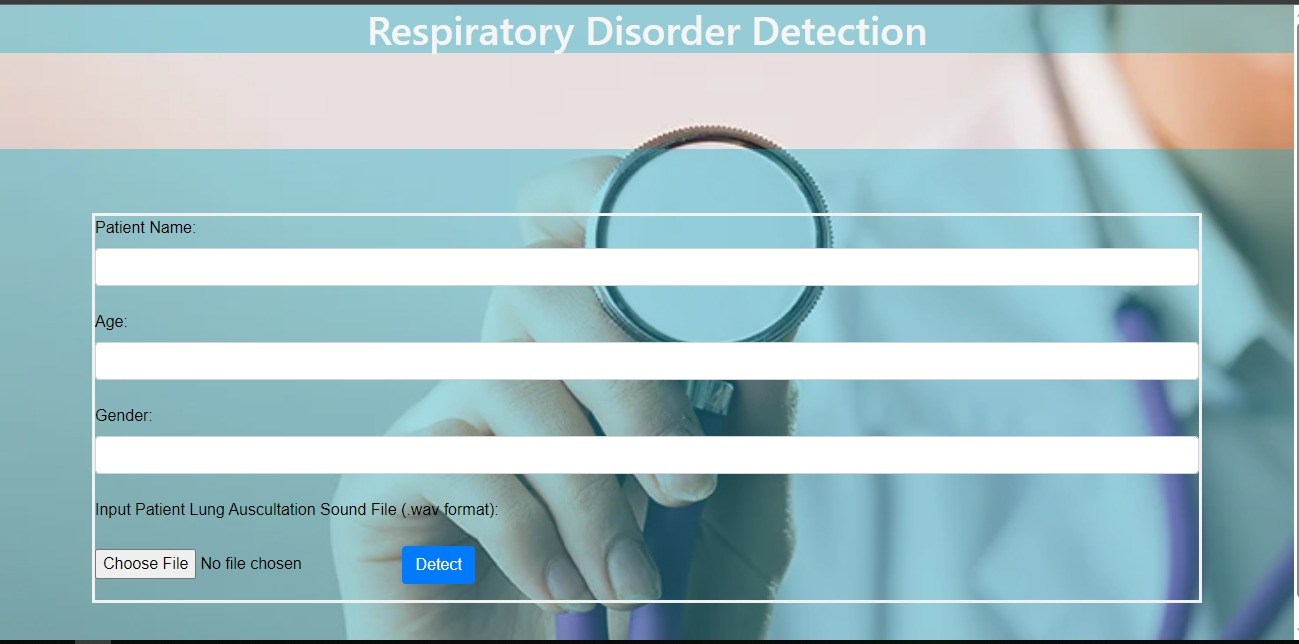 Respiratory Disorder Detection
Patient Name:
Age:
Gender:
Input Patient Lung Auscultation Sound File (.wav format):
Choose File No file chosen Detect